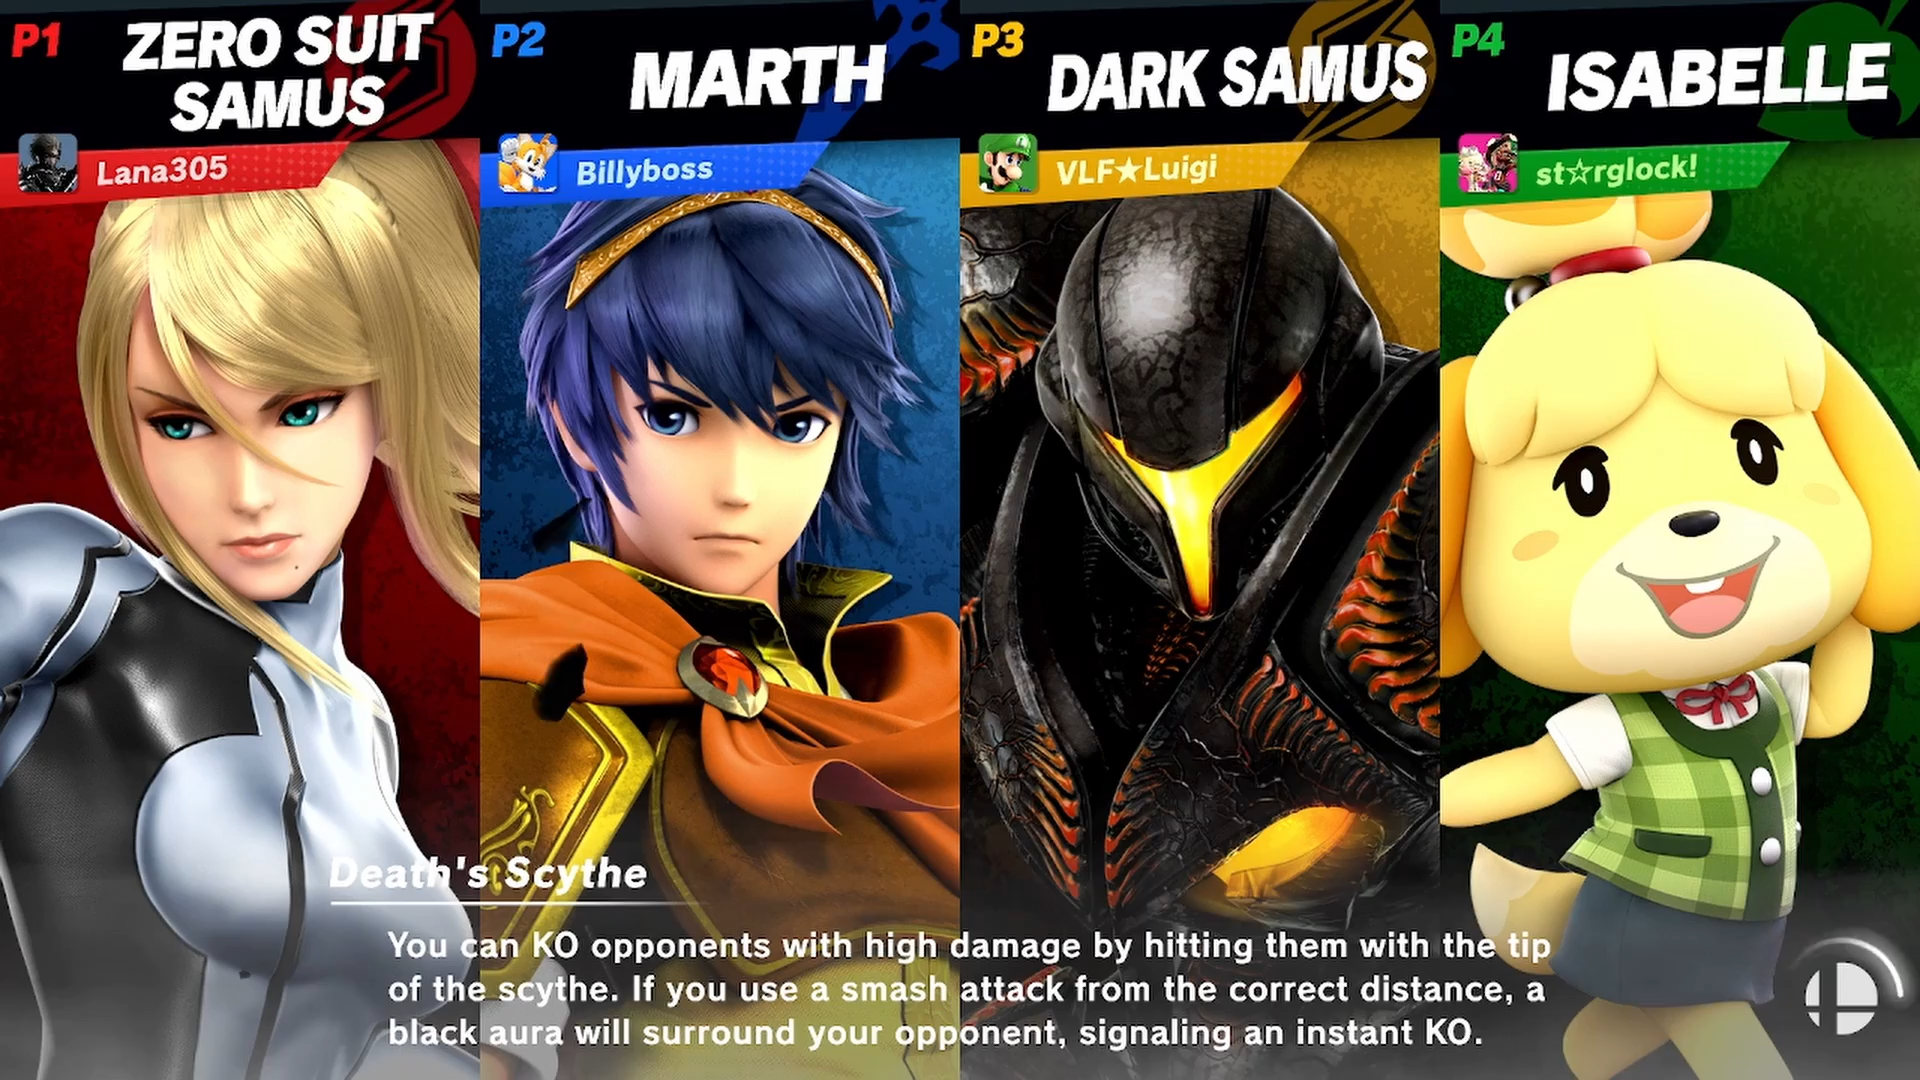 P1
ZERO SUIT
SAMUS
Lana305
P2
MARTH
Billyboss
P3
DARK SAMUS
VLF★Luigi
P4
ISABELLE
st☆rglock!
Death's Scythe
You can KO opponents with high damage by hitting them with the tip
of the scythe. If you use a smash attack from the correct distance, a
black aura will surround your opponent, signaling an instant KO.